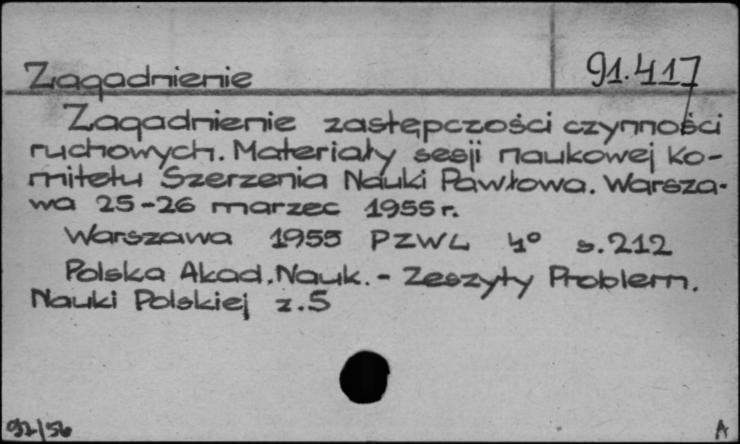 Zagadnienie 91.417
Zagadnienie zastępczości czynności
ruchowych. Materiały sesji naukowej Ko-
mitetu Szerzenia Nauki Pawłowa. Warsza-
wa 25-26 marzec 1955 r.
Warszawa 1955 PZWL 4° s. 212
Polska Akad. Nauk. - Zeszyty Problem.
Nauki Polskiej z. 5
A